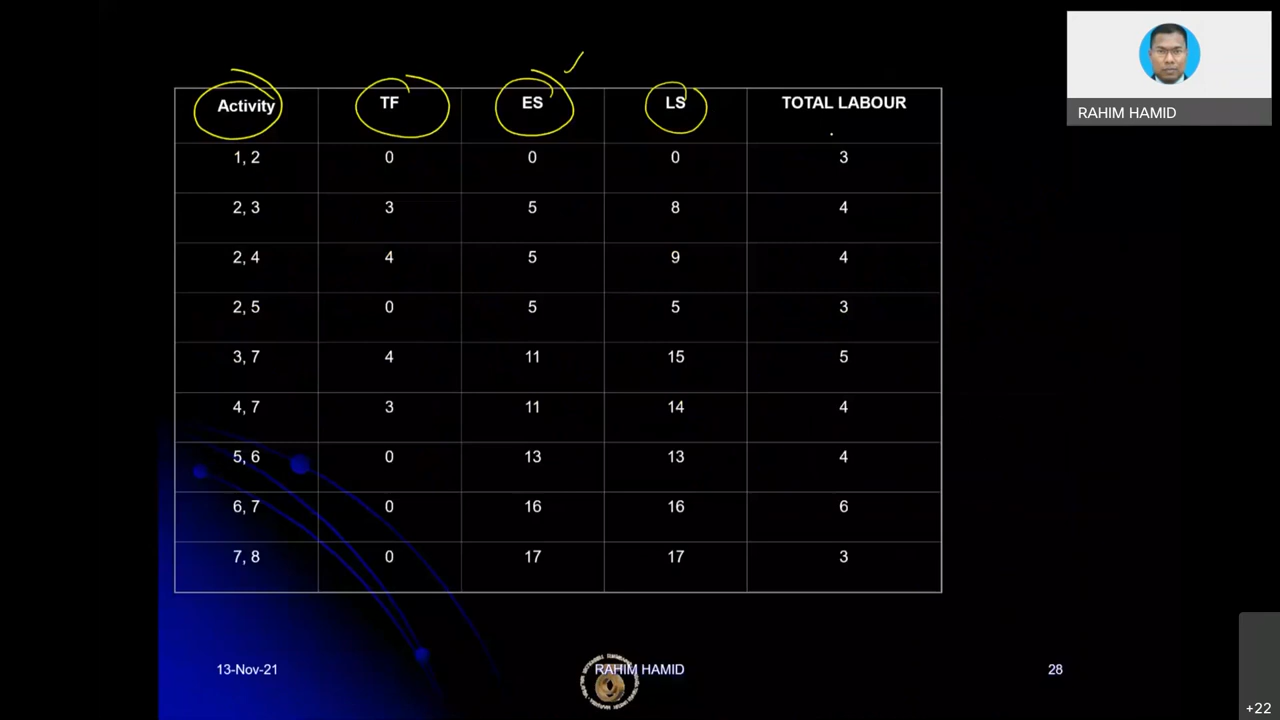 RAHIM HAMID
Activity TF ES LS TOTAL LABOUR
1, 2 0 0 0 3
2, 3 3 5 8 4
2, 4 4 5 9 4
2, 5 0 5 5 3
3, 7 4 11 15 5
4, 7 3 11 14 4
5, 6 0 13 13 4
6, 7 0 16 16 6
7, 8 0 17 17 3
13-Nov-21 RAHIM HAMID 28
+22